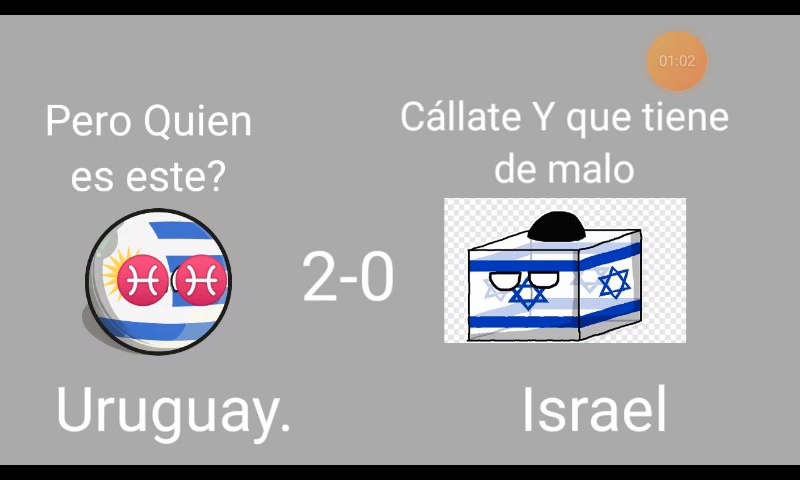 01:02
Pero Quien
es este?
Cállate Y que tiene
de malo
2-0
Uruguay.
Israel